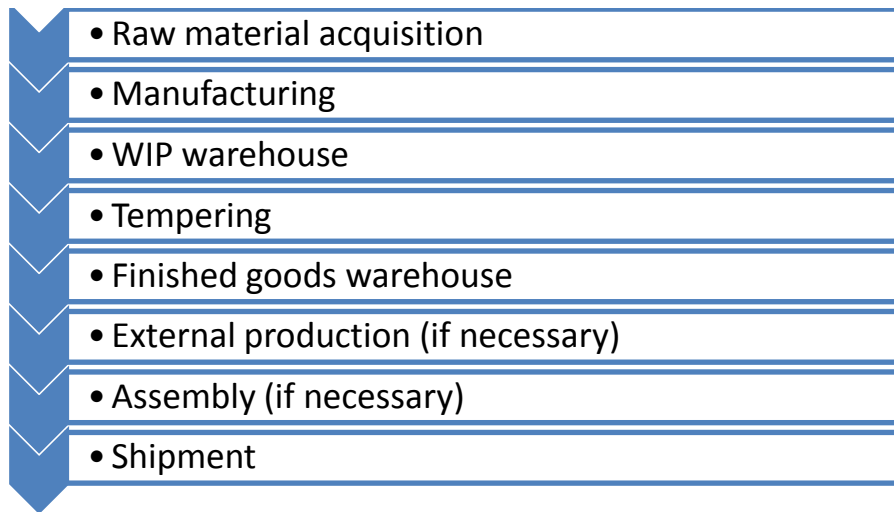 • Raw material acquisition
• Manufacturing
• WIP warehouse
• Tempering
• Finished goods warehouse
• External production (if necessary)
• Assembly (if necessary)
• Shipment